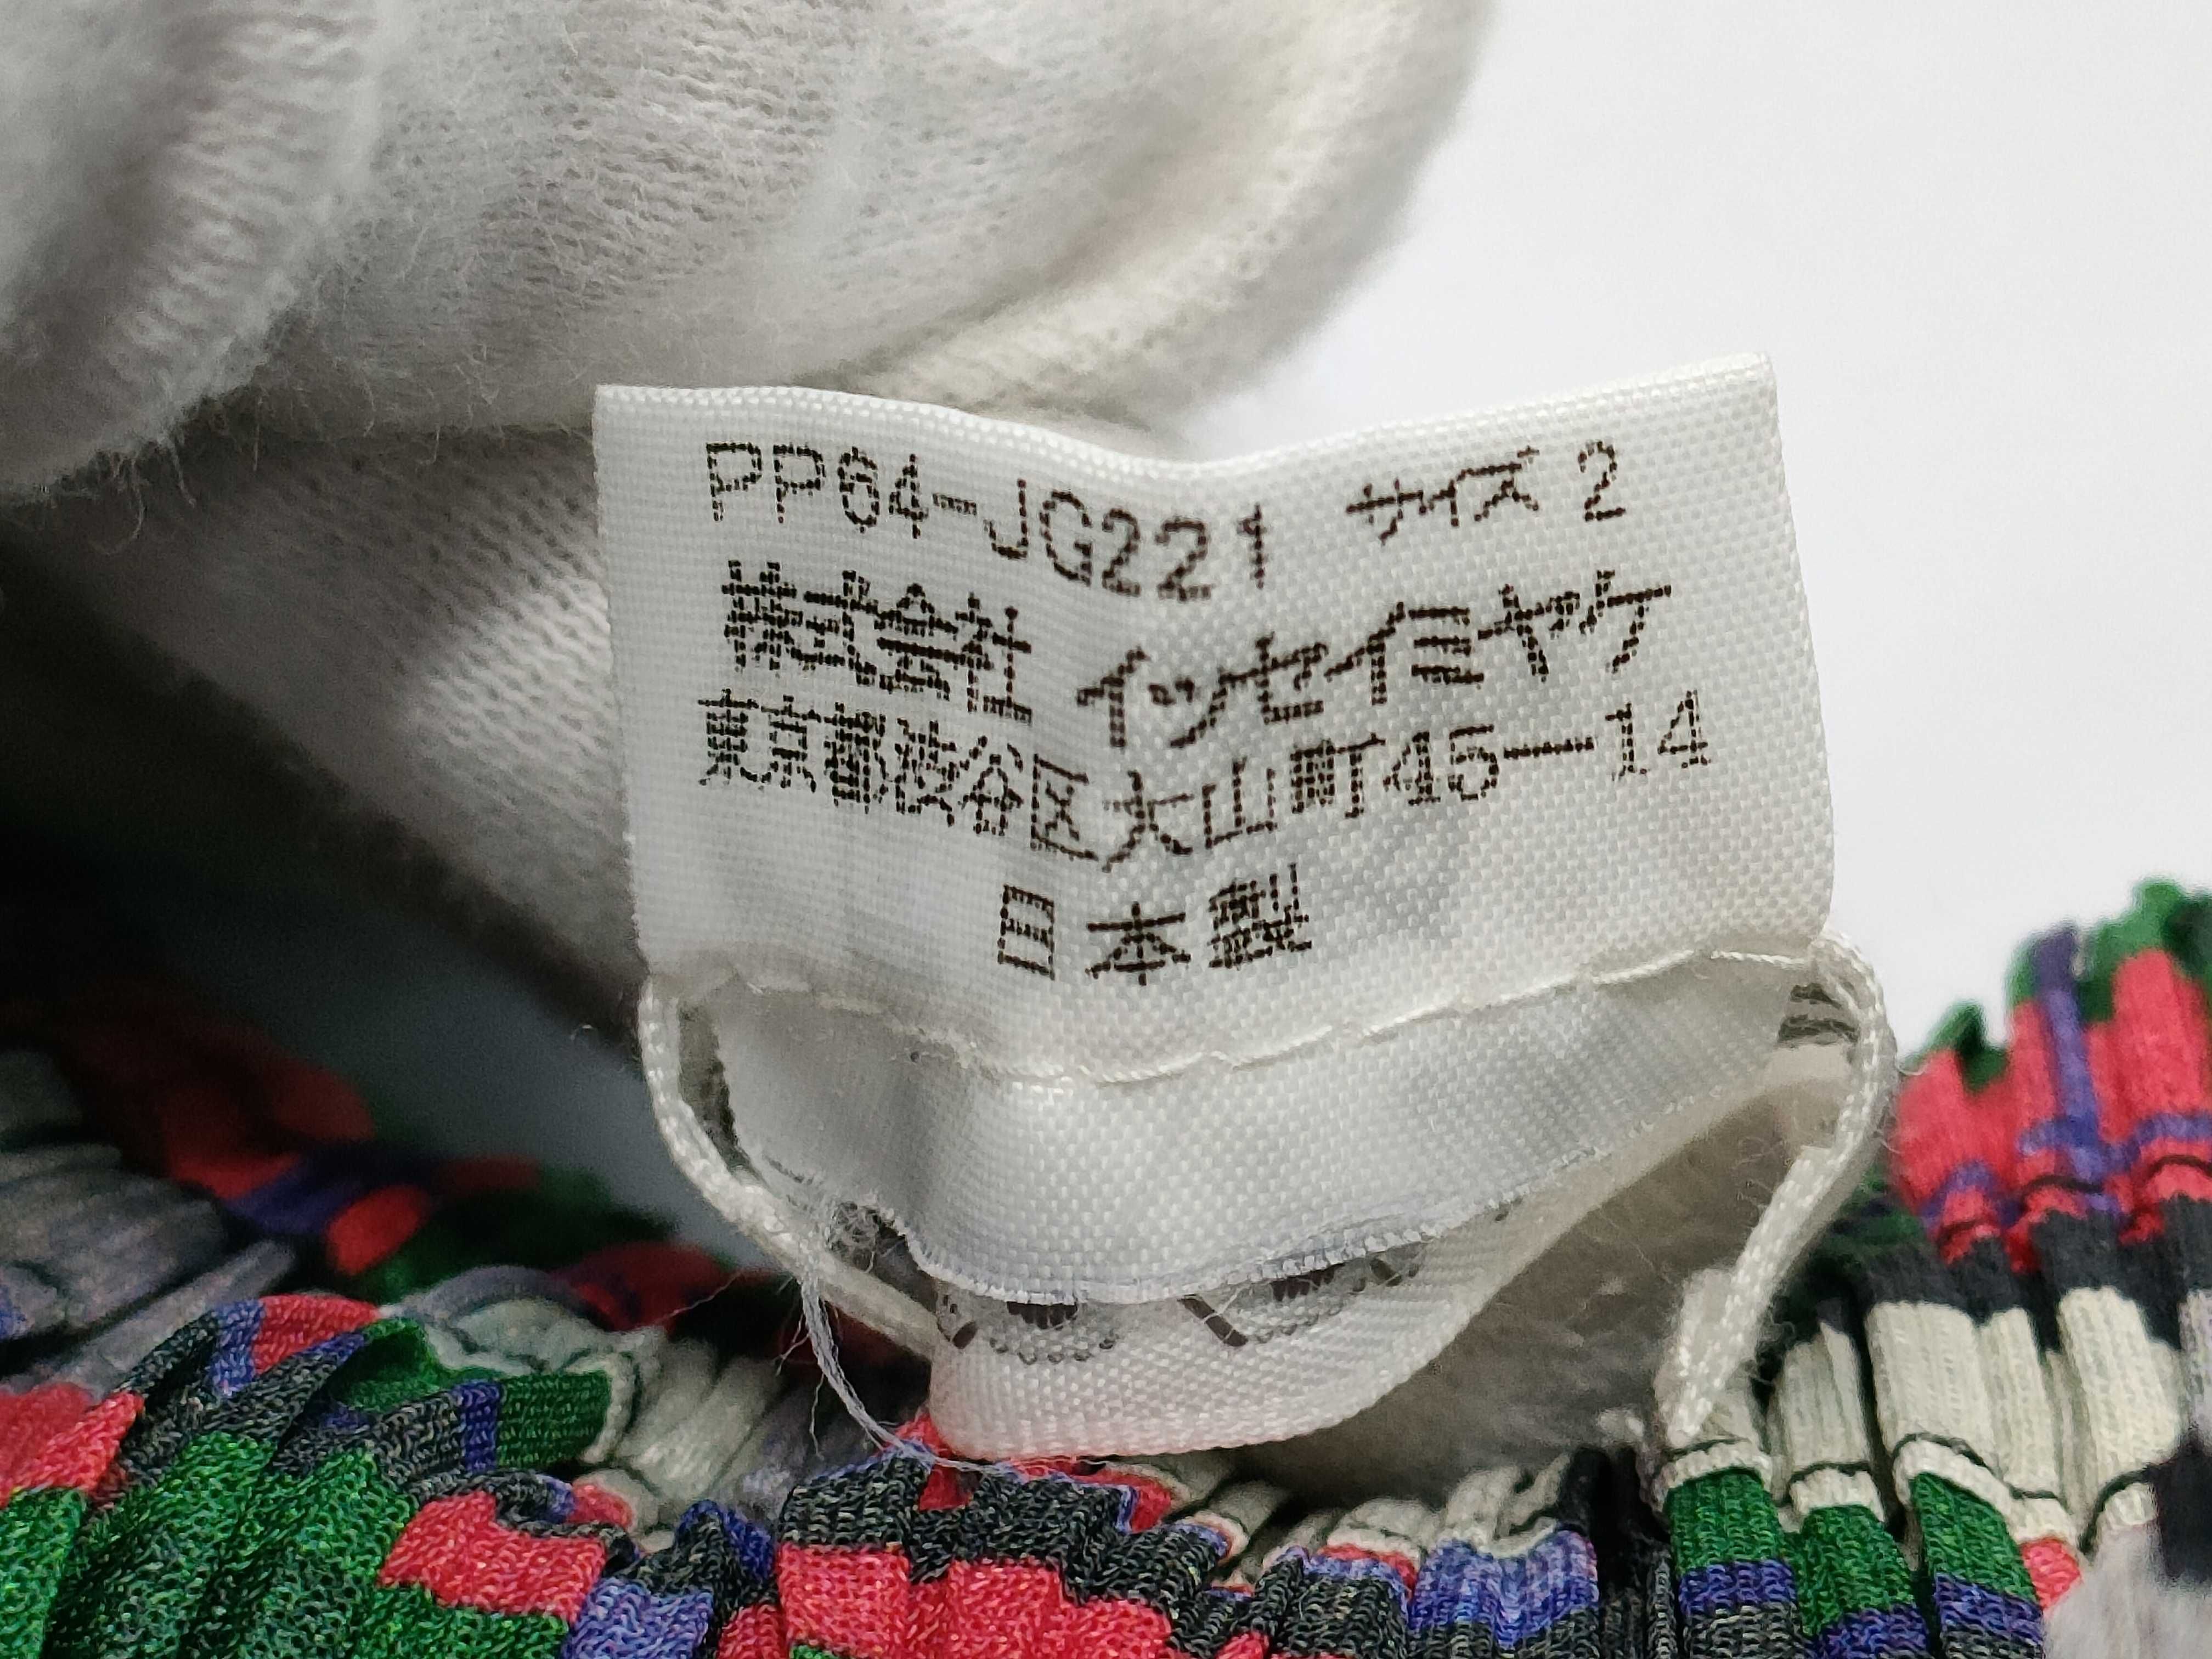 PP64-JG221 サイズ 2
株式会社 イッセイミヤケ
東京都渋谷区大山町45―14
日本製